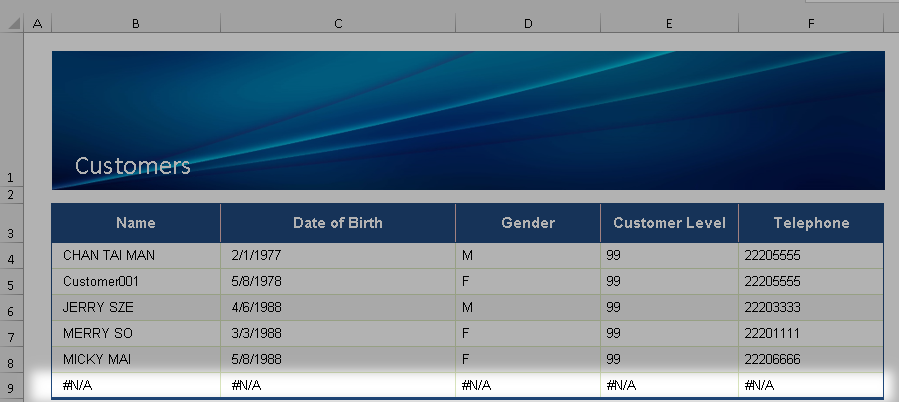 A B C D E F
1 Customers
2
3 Name Date of Birth Gender Customer Level Telephone
4 CHAN TAI MAN 2/1/1977 M 99 22205555
5 Customer001 5/8/1978 F 99 22205555
6 JERRY SZE 4/6/1988 M 99 22203333
7 MERRY SO 3/3/1988 F 99 22201111
8 MICKY MAI 5/8/1988 F 99 22206666
9 #N/A #N/A #N/A #N/A #N/A